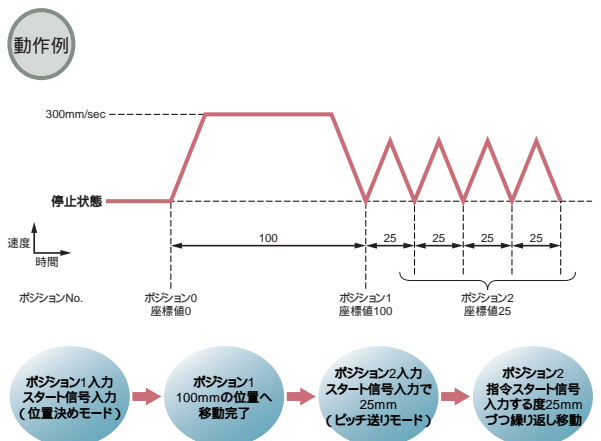 動作例
300mm/sec
停止状態
速度
時間
100
25
25
25
25
ポジションNo.
ポジション0
座標値0
ポジション1
座標値100
ポジション2
座標値25
ポジション1入力
スタート信号入力
(位置決めモード)
ポジション1
100mmの位置へ
移動完了
ポジション2入力
スタート信号入力で
25mm
(ピッチ送りモード)
ポジション2
指令スタート信号
入力する度25mm
づつ繰り返し移動